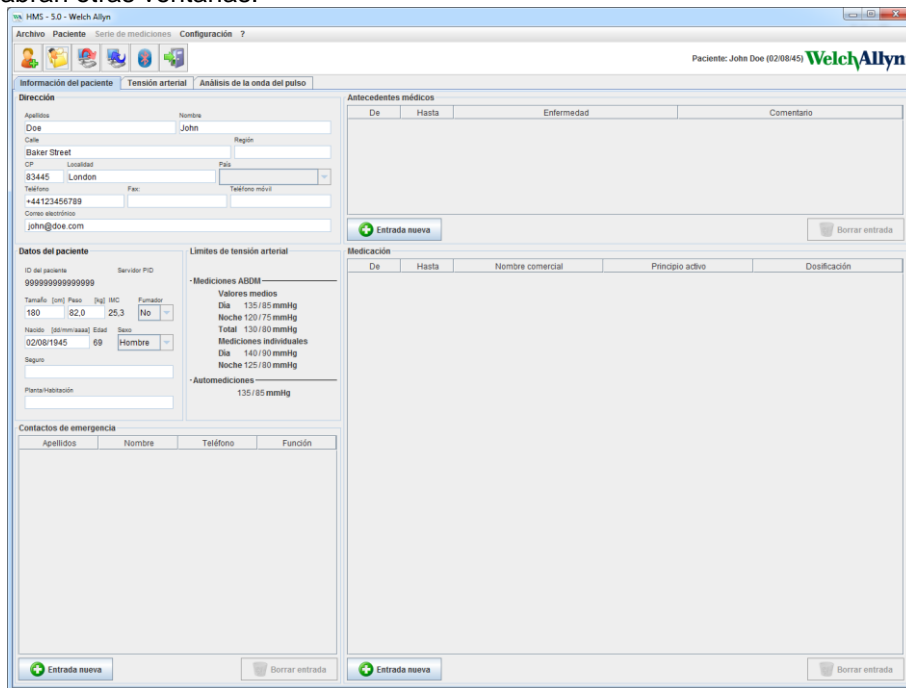 abran otras ventanas.
HMS - 5.0 - Welch Allyn
Archivo Paciente Serie de mediciones Configuración ?
Paciente: John Doe (02/08/45) WelchAllyn
Información del paciente Tensión arterial Análisis de la onda del pulso
Dirección
Apellidos Nombre
Doe John
Calle Región
Baker Street
CP Localidad País
83445 London
Teléfono Fax: Teléfono móvil
+44123456789
Correo electrónico
john@doe.com
Antecedentes médicos
De Hasta Enfermedad Comentario
Entrada nueva Borrar entrada
Datos del paciente
ID del paciente Servidor PID
999999999999999
Tamaño [cm] Peso [kg] IMC Fumador
180 82,0 25,3 No
Nacido [dd/mm/aaaa] Edad Sexo
02/08/1945 69 Hombre
Seguro
Planta/Habitación
Límites de tensión arterial
Mediciones ABDM
Valores medios
Día 135/85 mmHg
Noche 120/75 mmHg
Total 130/80 mmHg
Mediciones individuales
Día 140/90 mmHg
Noche 125/80 mmHg
Automediciones
135/85 mmHg
Medicación
De Hasta Nombre comercial Principio activo Dosificación
Contactos de emergencia
Apellidos Nombre Teléfono Función
Entrada nueva Borrar entrada
Entrada nueva Borrar entrada